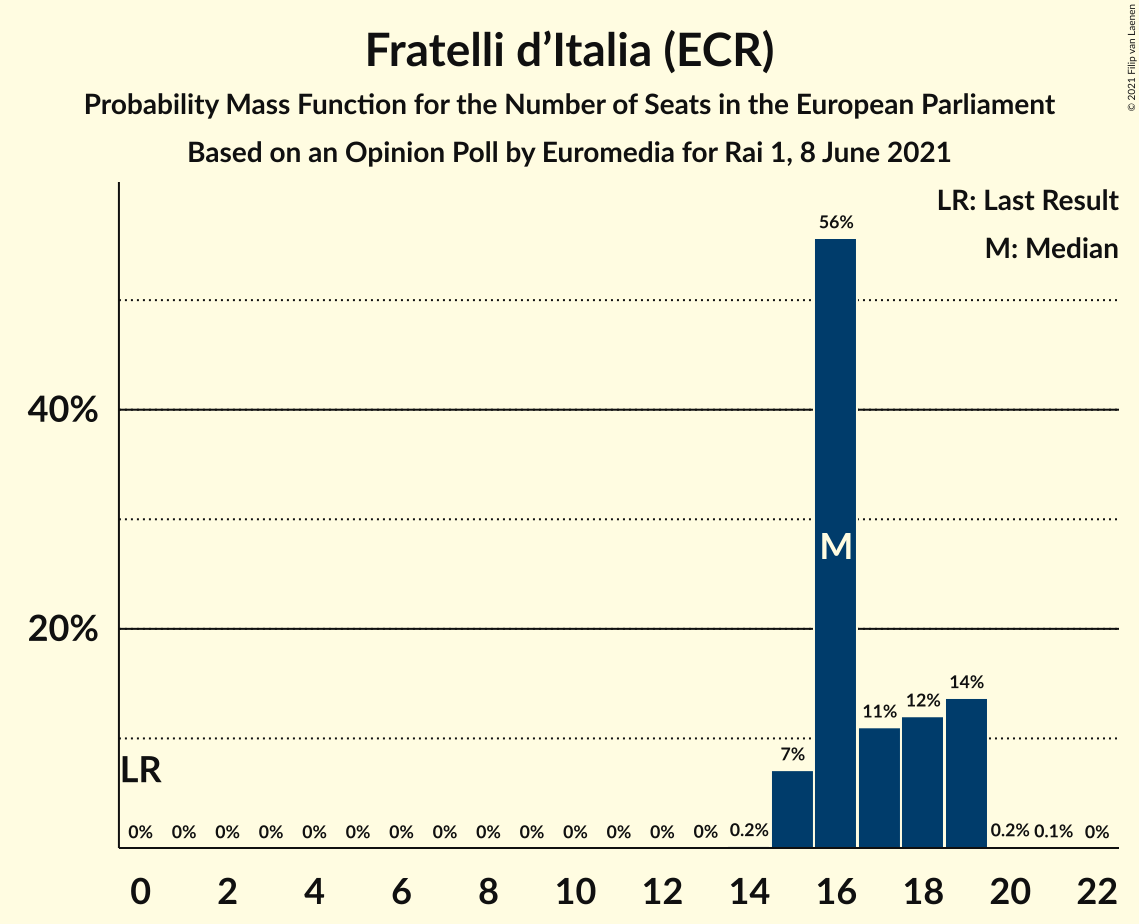 Fratelli d’Italia (ECR)
Probability Mass Function for the Number of Seats in the European Parliament
Based on an Opinion Poll by Euromedia for Rai 1, 8 June 2021
© 2021 Filip van Laenen
LR: Last Result
M: Median
56%
40%
M
20%
14%
12%
11%
7%
LR
0% 0% 0% 0% 0% 0% 0% 0% 0% 0% 0% 0% 0% 0% 0.2% 0.2% 0.1% 0%
0 2 4 6 8 10 12 14 16 18 20 22